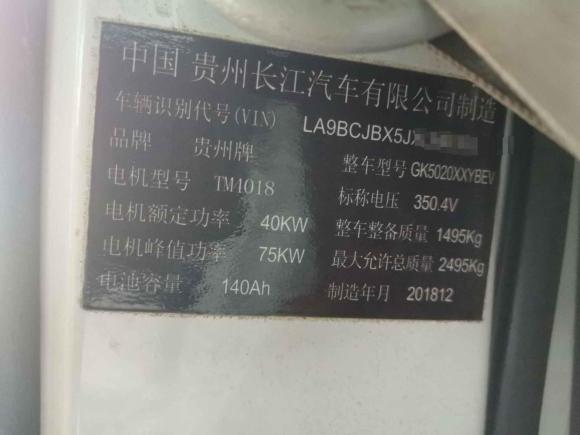 中国 贵州长江汽车有限公司制造
车辆识别代号(VIN) LA9BCJBX5J
品牌 贵州牌 整车型号 GK5020XXYBEV
电机型号 TM4018 标称电压 350.4V
电机额定功率 40KW 整车整备质量 1495Kg
电机峰值功率 75KW 最大允许总质量 2495Kg
电池容量 140Ah 制造年月 201812